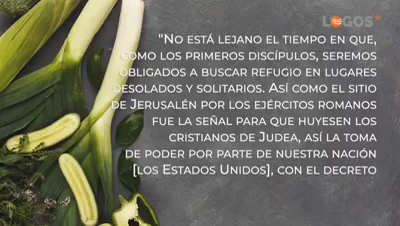 LOGOS
"No está lejano el tiempo en que,
como los primeros discípulos, seremos
obligados a buscar refugio en lugares
desolados y solitarios. Así como el sitio
de Jerusalén por los ejércitos romanos
fue la señal para que huyesen los
cristianos de Judea, así la toma
de poder por parte de nuestra nación
[los Estados Unidos], con el decreto